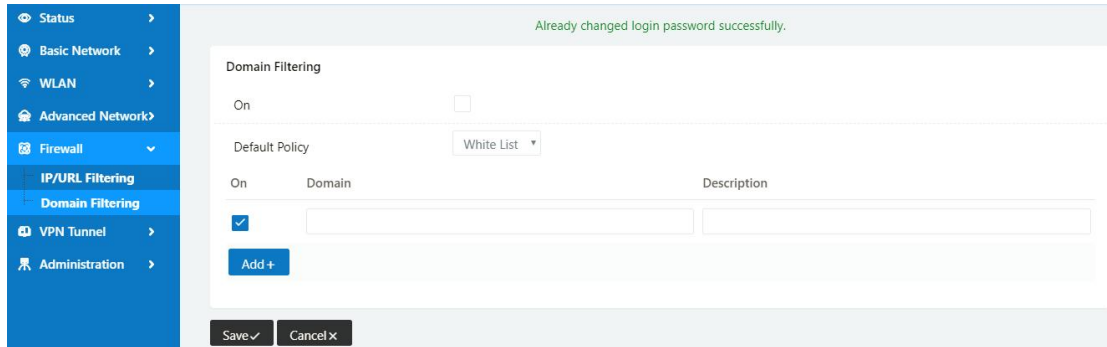 Status
Basic Network
WLAN
Advanced Network
Firewall
IP/URL Filtering
Domain Filtering
VPN Tunnel
Administration
Already changed login password successfully.
Domain Filtering
On
Default Policy White List
On Domain Description
Add +
Save Cancel